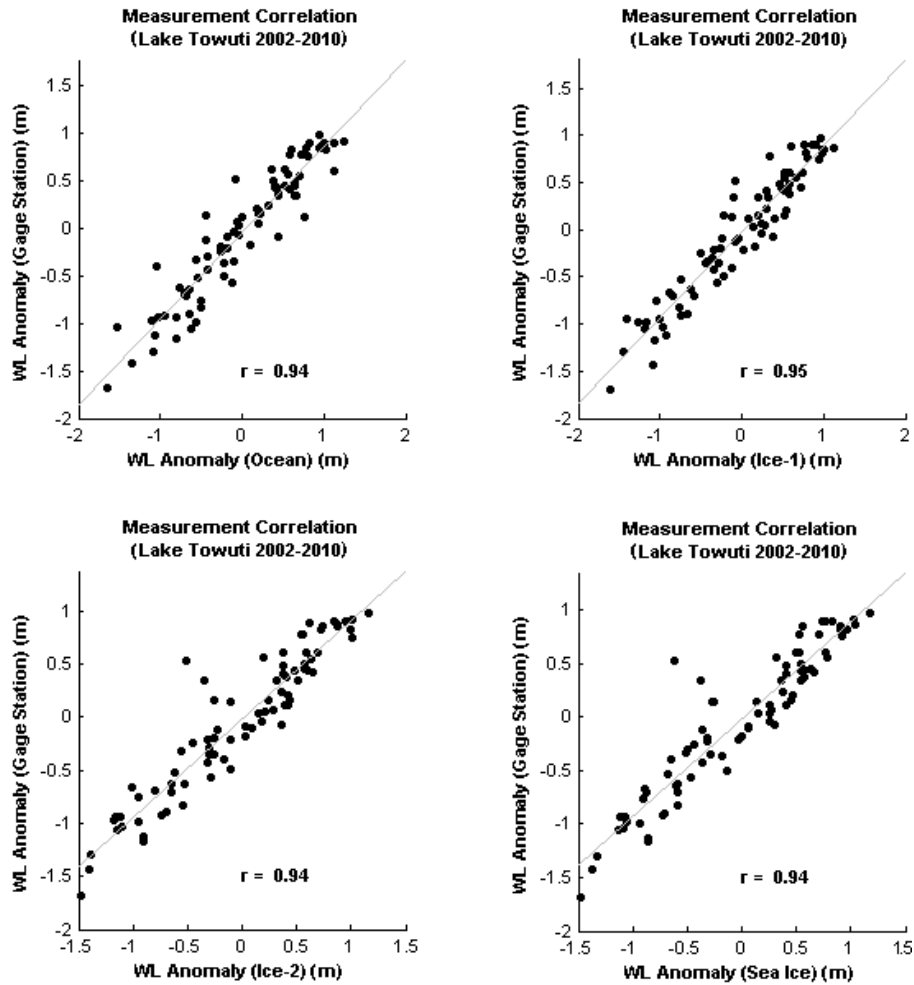 Measurement Correlation
(Lake Towuti 2002-2010)
WL Anomaly (Gage Station) (m)
1.5
1
0.5
0
-0.5
-1
-1.5
-2
r = 0.94
-2
-1
0
1
2
WL Anomaly (Ocean) (m)
Measurement Correlation
(Lake Towuti 2002-2010)
WL Anomaly (Gage Station) (m)
1.5
1
0.5
0
-0.5
-1
-1.5
-2
r = 0.95
-2
-1
0
1
2
WL Anomaly (Ice-1) (m)
Measurement Correlation
(Lake Towuti 2002-2010)
WL Anomaly (Gage Station) (m)
1
0.5
0
-0.5
-1
-1.5
-2
r = 0.94
-1.5
-1
-0.5
0
0.5
1
1.5
WL Anomaly (Ice-2) (m)
Measurement Correlation
(Lake Towuti 2002-2010)
WL Anomaly (Gage Station) (m)
1
0.5
0
-0.5
-1
-1.5
-2
r = 0.94
-1.5
-1
-0.5
0
0.5
1
1.5
WL Anomaly (Sea Ice) (m)